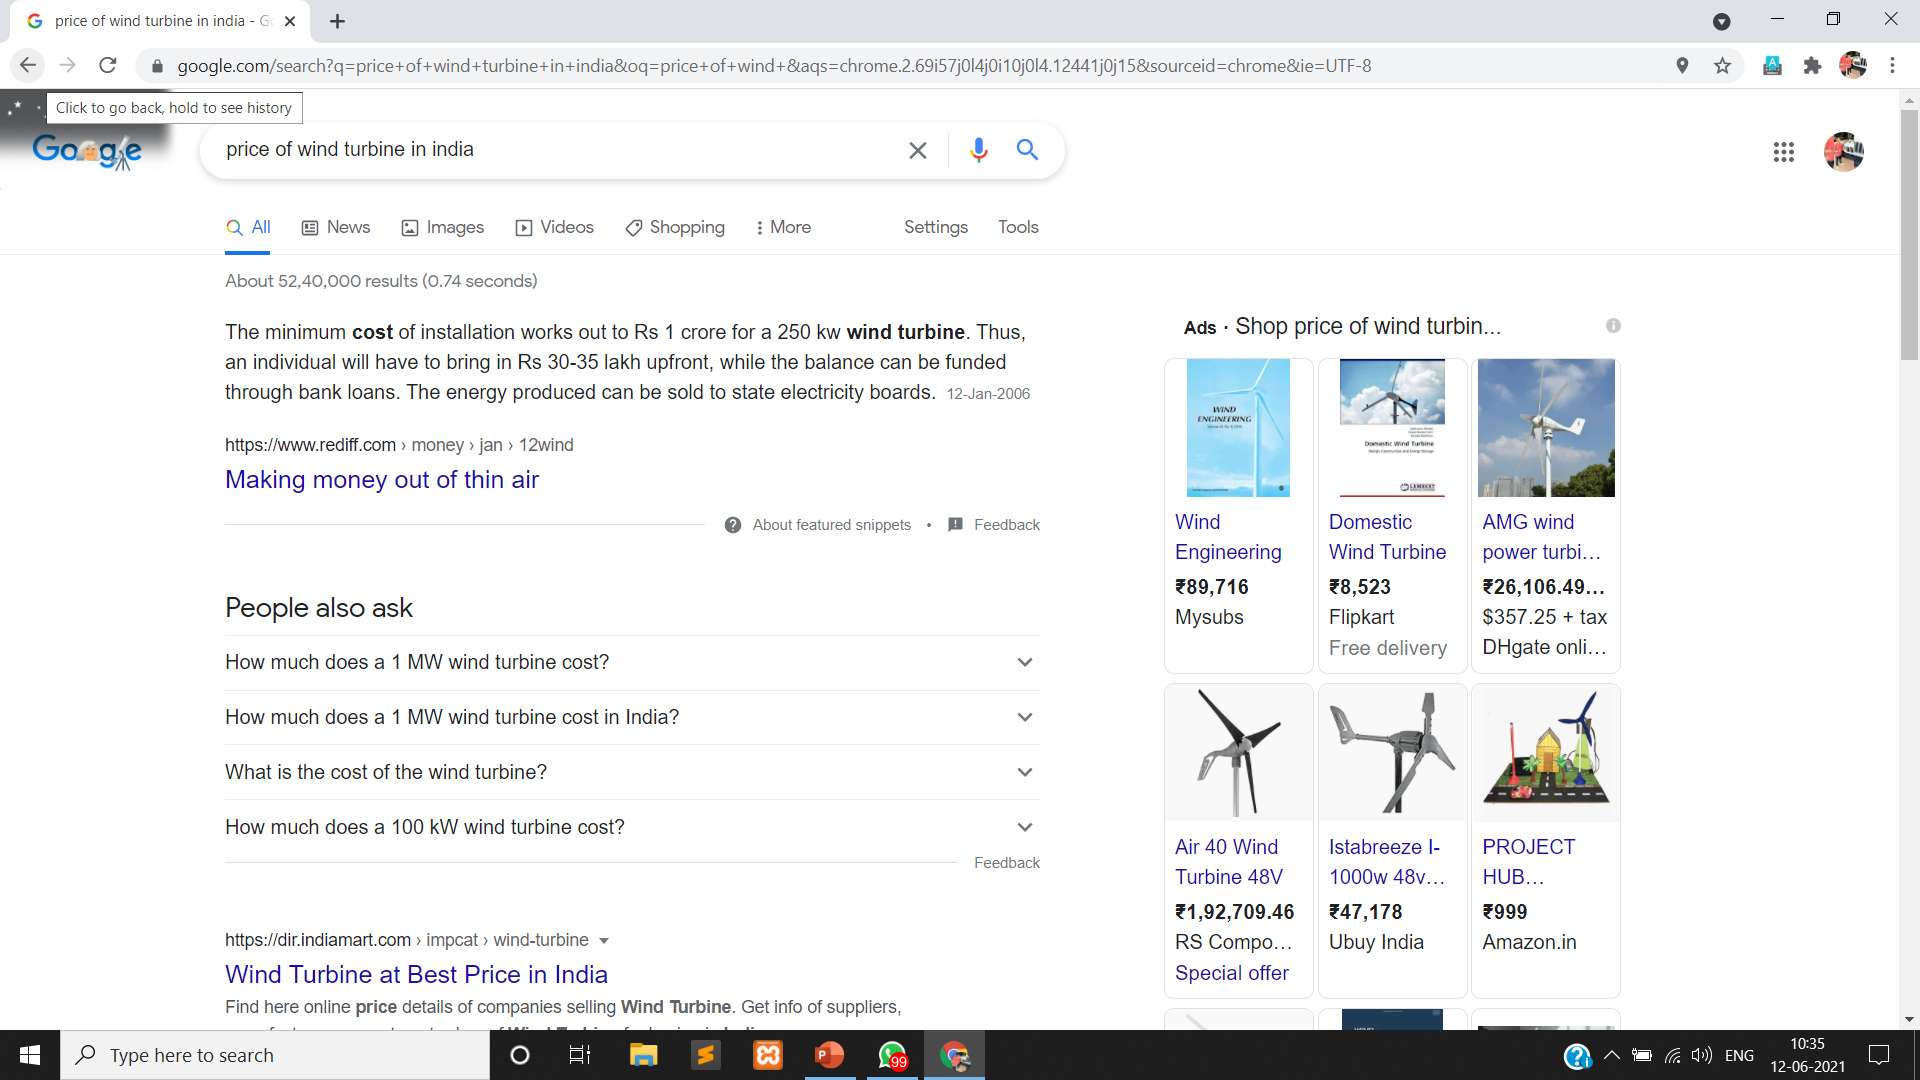 price of wind turbine in india - G
google.com/search?q=price+of+wind+turbine+in+india&oq=price+of+wind+&aqs=chrome.2.69i57j0l4j0i10j0l4.12441j0j15&sourceid=chrome&ie=UTF-8
Click to go back, hold to see history
Google
price of wind turbine in india
All News Images Videos Shopping More Settings Tools
About 52,40,000 results (0.74 seconds)
The minimum cost of installation works out to Rs 1 crore for a 250 kw wind turbine. Thus,
an individual will have to bring in Rs 30-35 lakh upfront, while the balance can be funded
through bank loans. The energy produced can be sold to state electricity boards. 12-Jan-2006
https://www.rediff.com › money › jan › 12wind
Making money out of thin air
About featured snippets • Feedback
People also ask
How much does a 1 MW wind turbine cost?
How much does a 1 MW wind turbine cost in India?
What is the cost of the wind turbine?
How much does a 100 kW wind turbine cost?
Feedback
https://dir.indiamart.com › impcat › wind-turbine
Wind Turbine at Best Price in India
Find here online price details of companies selling Wind Turbine. Get info of suppliers,
Ads · Shop price of wind turbin...
WIND
ENGINEERING
Domestic Wind Turbine
Wind
Engineering
₹89,716
Mysubs
Domestic
Wind Turbine
₹8,523
Flipkart
Free delivery
AMG wind
power turbi...
₹26,106.49...
$357.25 + tax
DHgate onli...
Air 40 Wind
Turbine 48V
₹1,92,709.46
RS Compo...
Special offer
Istabreeze I-
1000w 48v...
₹47,178
Ubuy India
PROJECT
HUB...
₹999
Amazon.in
Type here to search
99
ENG
10:35
12-06-2021